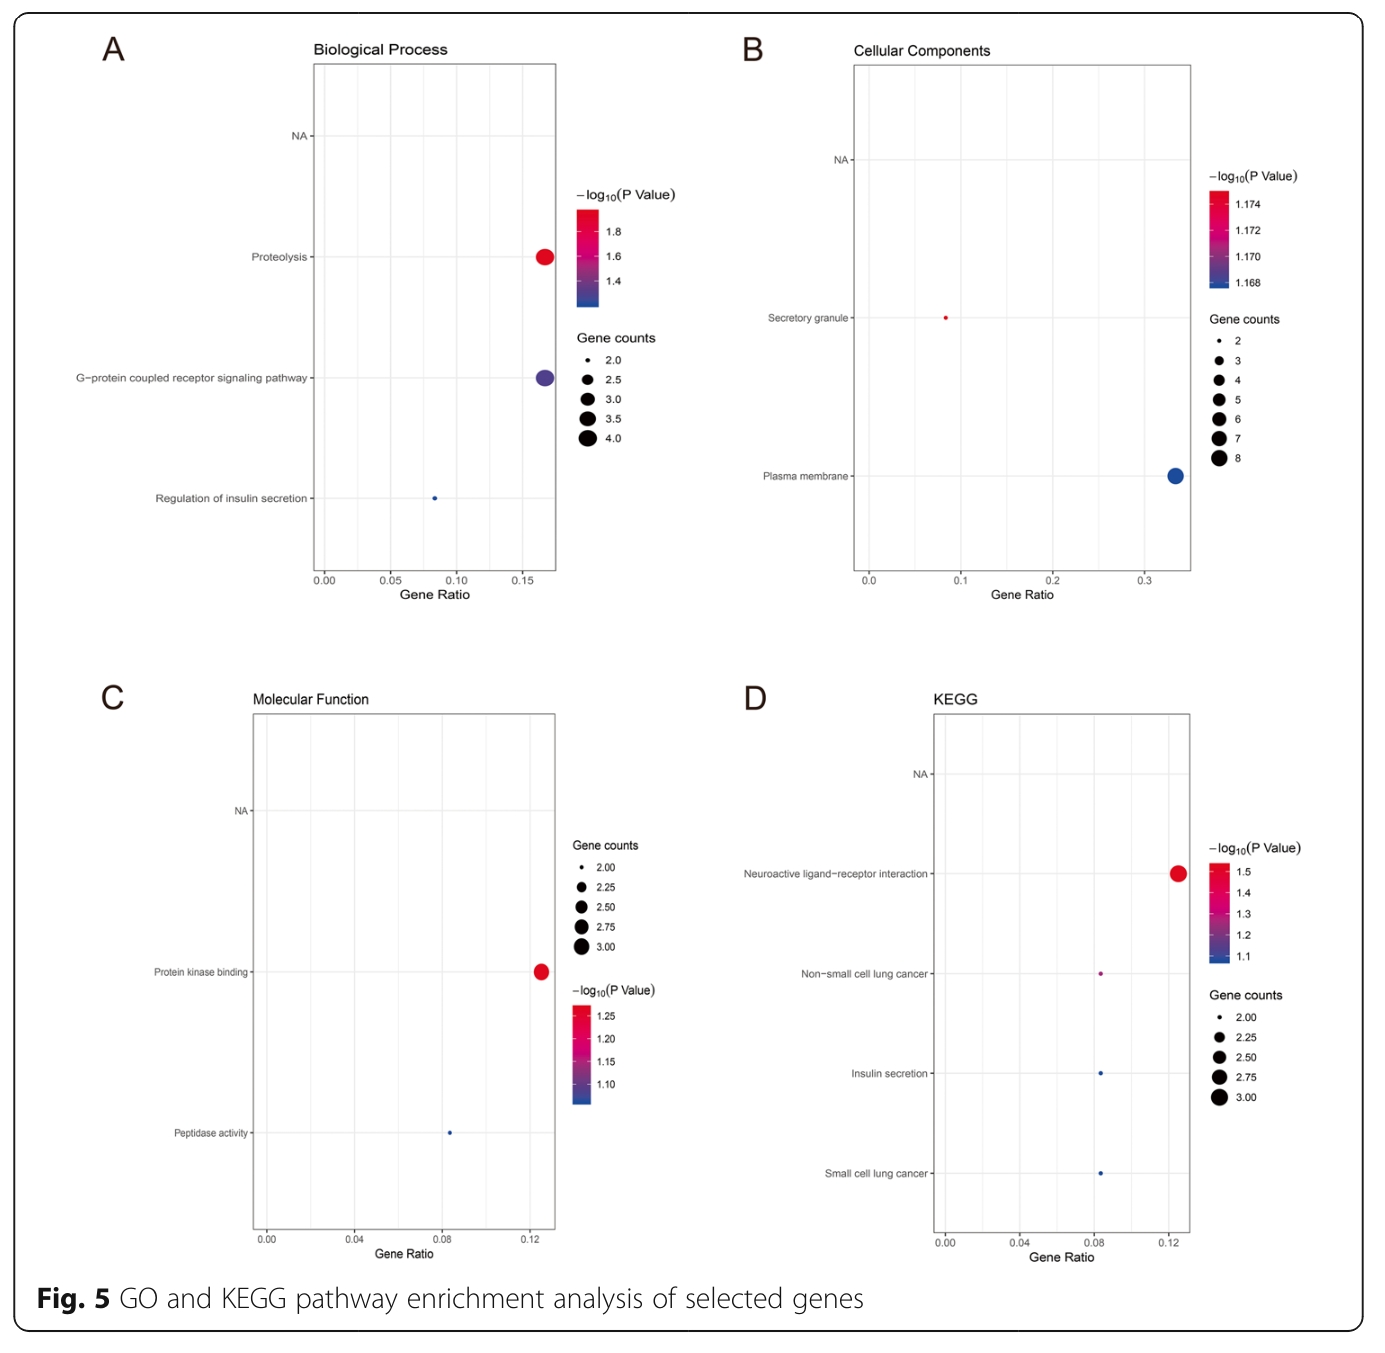 A
Biological Process
NA
Proteolysis
G−protein coupled receptor signaling pathway
Regulation of insulin secretion
0.00 0.05 0.10 0.15
Gene Ratio
−log10(P Value)
1.8
1.6
1.4
Gene counts
2.0
2.5
3.0
3.5
4.0
B
Cellular Components
NA
Secretory granule
Plasma membrane
0.0 0.1 0.2 0.3
Gene Ratio
−log10(P Value)
1.174
1.172
1.170
1.168
Gene counts
2
3
4
5
6
7
8
C
Molecular Function
NA
Protein kinase binding
Peptidase activity
0.00 0.04 0.08 0.12
Gene Ratio
Gene counts
2.00
2.25
2.50
2.75
3.00
−log10(P Value)
1.25
1.20
1.15
1.10
D
KEGG
NA
Neuroactive ligand−receptor interaction
Non−small cell lung cancer
Insulin secretion
Small cell lung cancer
0.00 0.04 0.08 0.12
Gene Ratio
−log10(P Value)
1.5
1.4
1.3
1.2
1.1
Gene counts
2.00
2.25
2.50
2.75
3.00
Fig. 5 GO and KEGG pathway enrichment analysis of selected genes